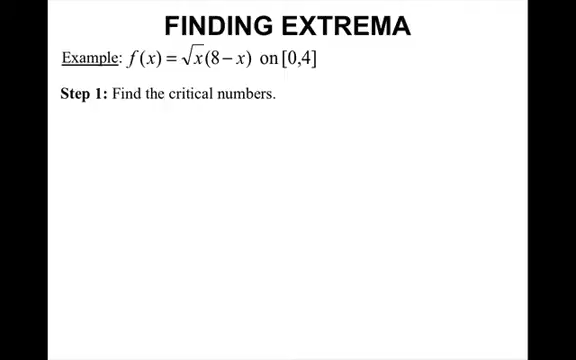 FINDING EXTREMA
Example: f(x) = √x(8 − x) on [0,4]
Step 1: Find the critical numbers.